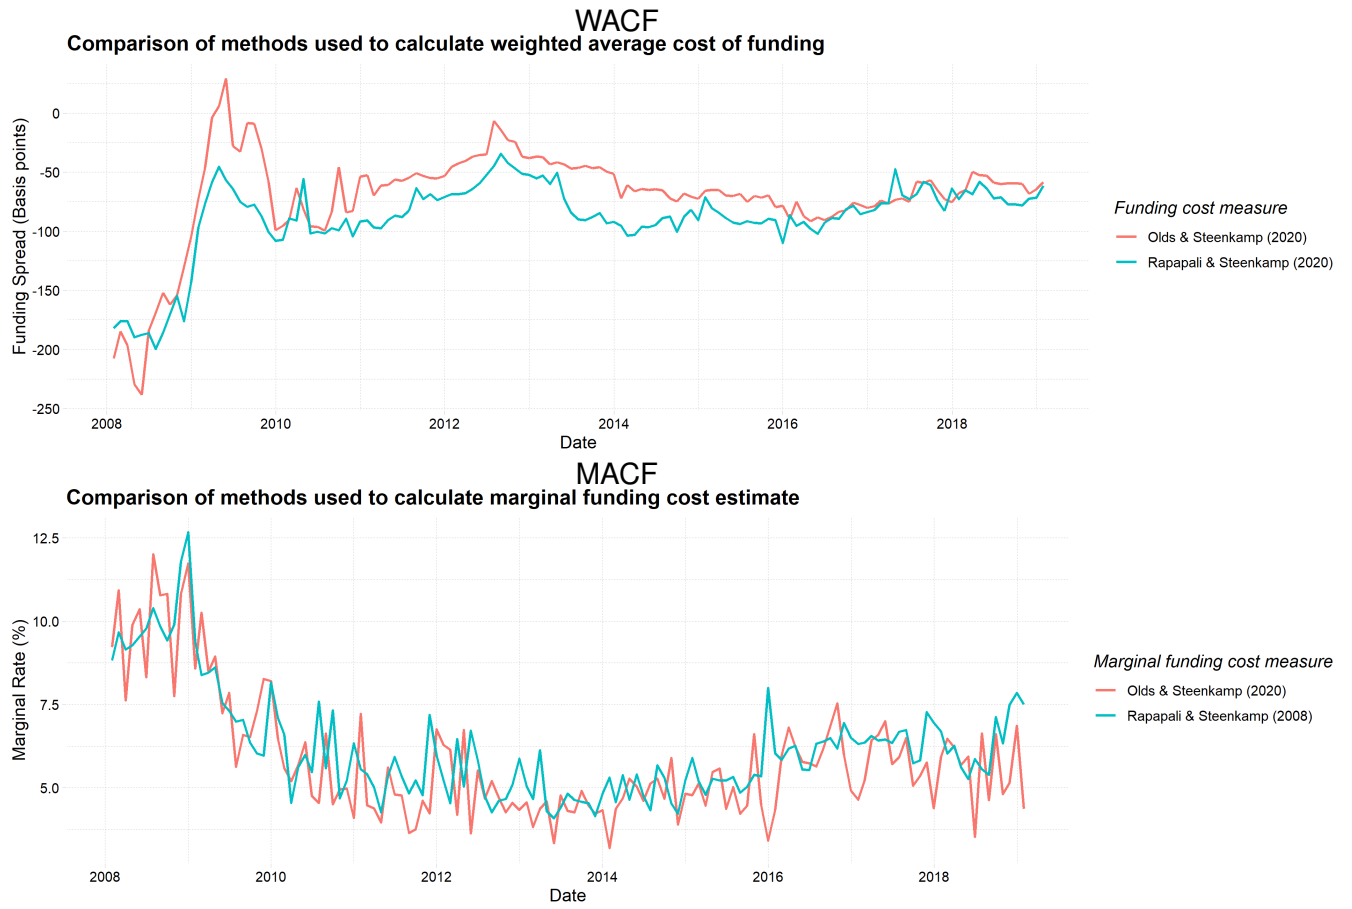 WACF
Comparison of methods used to calculate weighted average cost of funding
Funding Spread (Basis points)
0
-50
-100
-150
-200
-250
2008 2010 2012 2014 2016 2018
Date
Funding cost measure
Olds & Steenkamp (2020)
Rapapali & Steenkamp (2020)
MACF
Comparison of methods used to calculate marginal funding cost estimate
Marginal Rate (%)
12.5
10.0
7.5
5.0
2008 2010 2012 2014 2016 2018
Date
Marginal funding cost measure
Olds & Steenkamp (2020)
Rapapali & Steenkamp (2008)